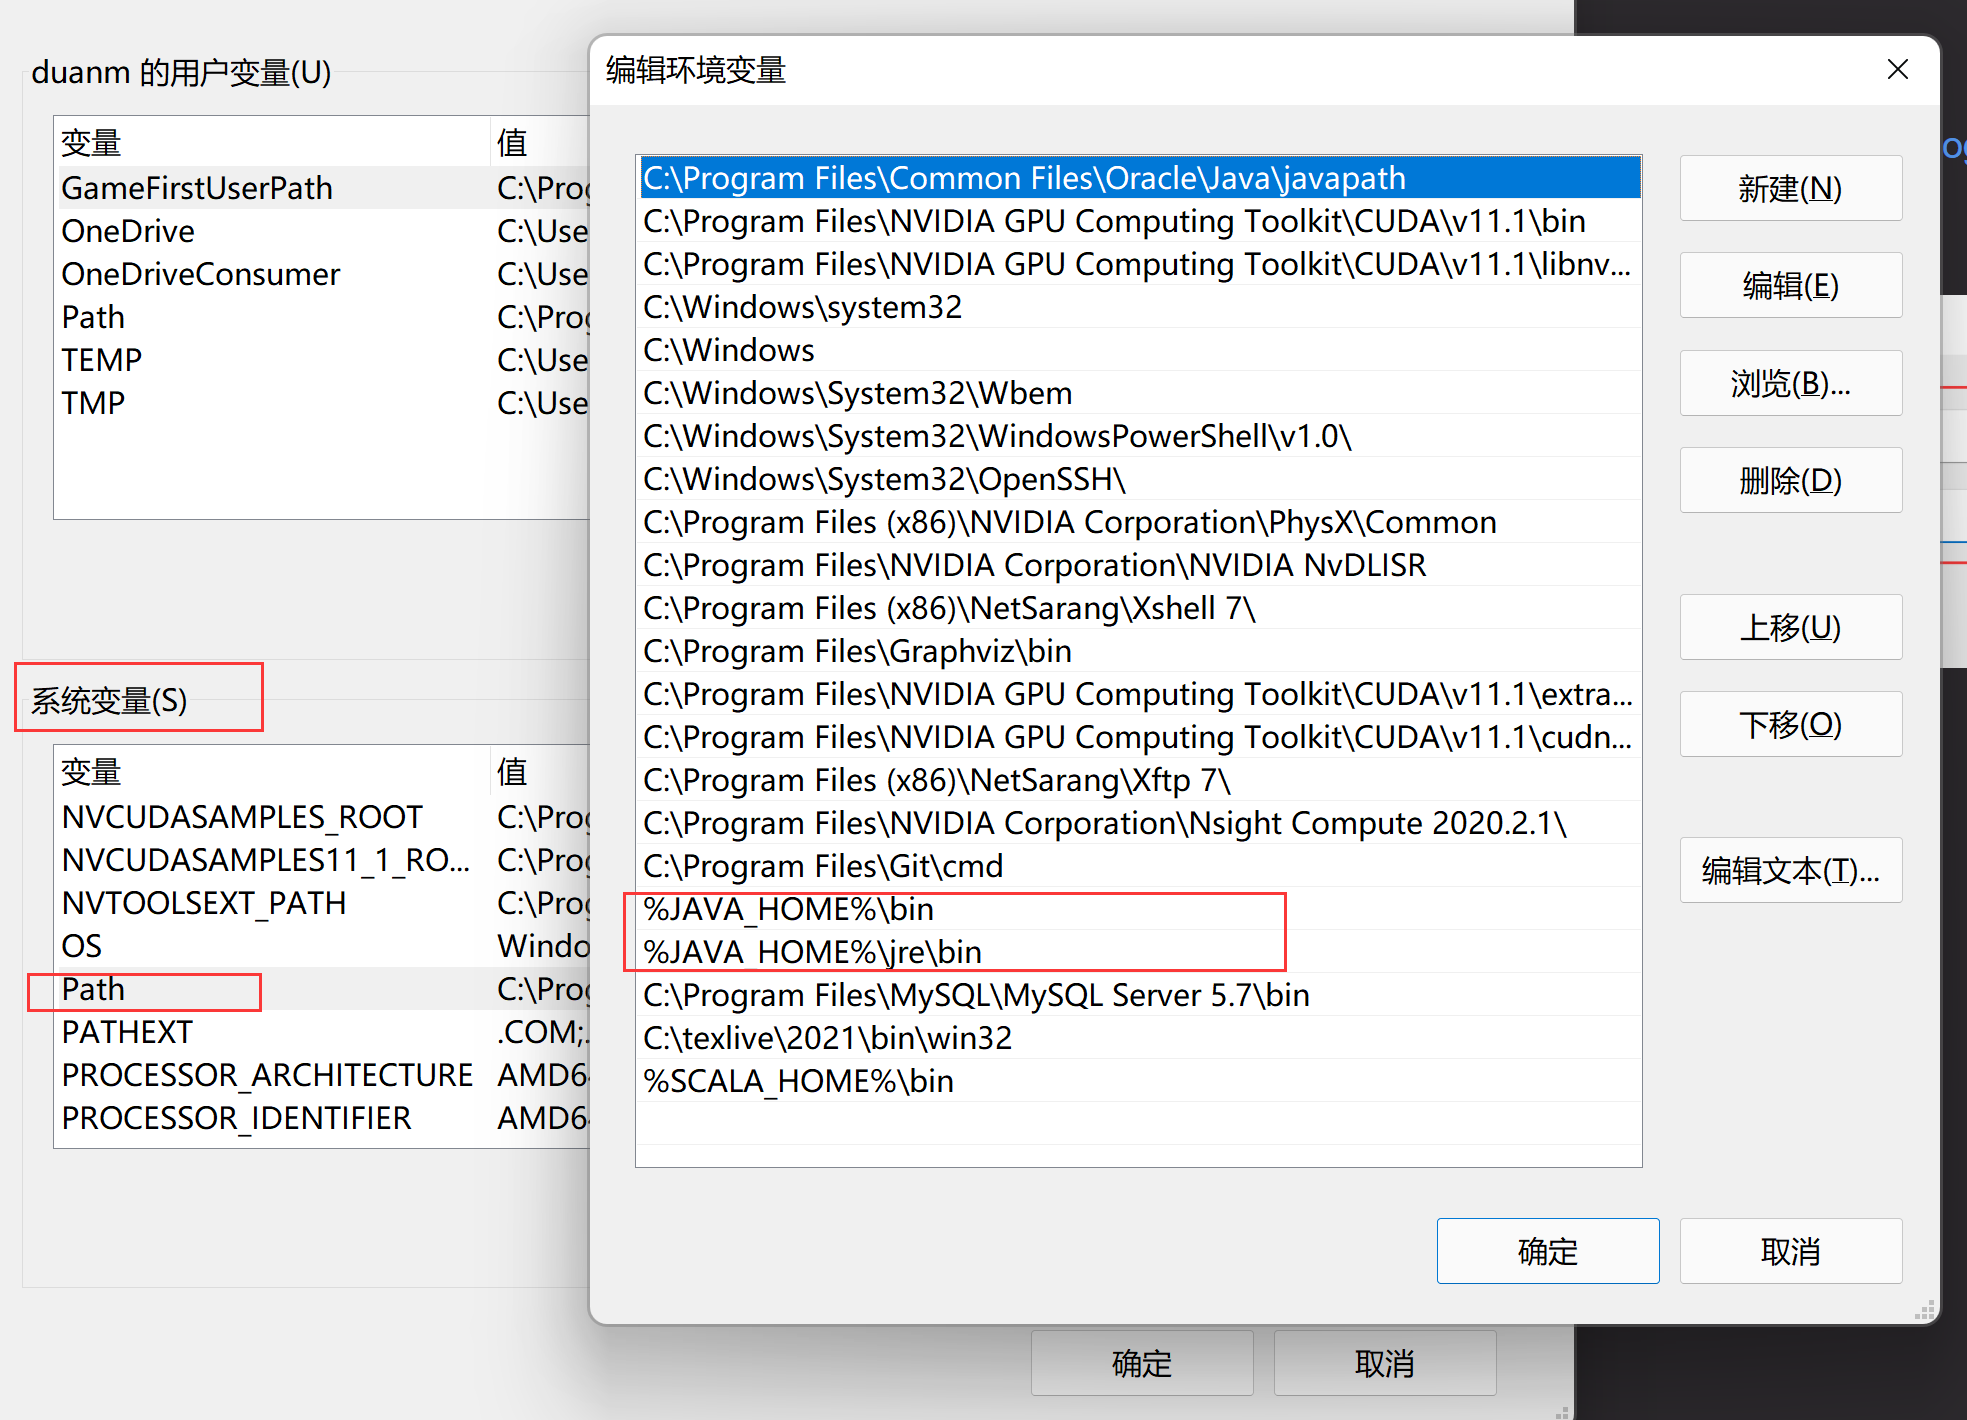 duanm 的用户变量(U)
变量 值
GameFirstUserPath C:\Prog
OneDrive C:\Use
OneDriveConsumer C:\Use
Path C:\Prog
TEMP C:\Use
TMP C:\Use
系统变量(S)
变量 值
NVCUDASAMPLES_ROOT C:\Prog
NVCUDASAMPLES11_1_RO... C:\Prog
NVTOOLSEXT_PATH C:\Prog
OS Windo
Path C:\Prog
PATHEXT .COM;.
PROCESSOR_ARCHITECTURE AMD64
PROCESSOR_IDENTIFIER AMD64
确定 取消
编辑环境变量
C:\Program Files\Common Files\Oracle\Java\javapath
C:\Program Files\NVIDIA GPU Computing Toolkit\CUDA\v11.1\bin
C:\Program Files\NVIDIA GPU Computing Toolkit\CUDA\v11.1\libnv...
C:\Windows\system32
C:\Windows
C:\Windows\System32\Wbem
C:\Windows\System32\WindowsPowerShell\v1.0\
C:\Windows\System32\OpenSSH\
C:\Program Files (x86)\NVIDIA Corporation\PhysX\Common
C:\Program Files\NVIDIA Corporation\NVIDIA NvDLISR
C:\Program Files (x86)\NetSarang\Xshell 7\
C:\Program Files\Graphviz\bin
C:\Program Files\NVIDIA GPU Computing Toolkit\CUDA\v11.1\extra...
C:\Program Files\NVIDIA GPU Computing Toolkit\CUDA\v11.1\cudn...
C:\Program Files (x86)\NetSarang\Xftp 7\
C:\Program Files\NVIDIA Corporation\Nsight Compute 2020.2.1\
C:\Program Files\Git\cmd
%JAVA_HOME%\bin
%JAVA_HOME%\jre\bin
C:\Program Files\MySQL\MySQL Server 5.7\bin
C:\texlive\2021\bin\win32
%SCALA_HOME%\bin
新建(N)
编辑(E)
浏览(B)...
删除(D)
上移(U)
下移(O)
编辑文本(T)...
确定 取消